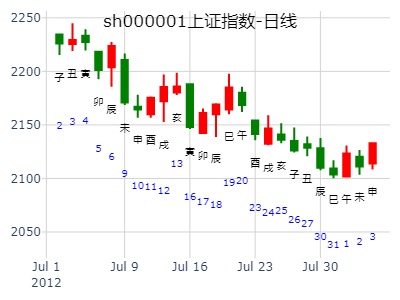 sh000001上证指数-日线
2250
2200
2150
2100
2050
子 丑 寅 卯 辰 未 申 酉 戌 亥 寅 卯 辰 巳 午 酉 戌 亥 子 丑 辰 巳 午 未 申
2 3 4 5 6 9 10 11 12 13 16 17 18 19 20 23 24 25 26 27 30 31 1 2 3
Jul 1 Jul 9 Jul 16 Jul 23 Jul 30
2012